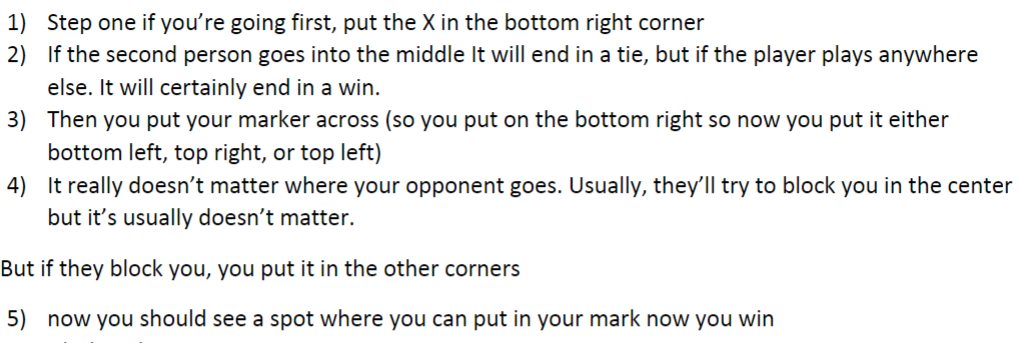 1) Step one if you’re going first, put the X in the bottom right corner
2) If the second person goes into the middle It will end in a tie, but if the player plays anywhere
else. It will certainly end in a win.
3) Then you put your marker across (so you put on the bottom right so now you put it either
bottom left, top right, or top left)
4) It really doesn’t matter where your opponent goes. Usually, they’ll try to block you in the center
but it’s usually doesn’t matter.
But if they block you, you put it in the other corners
5) now you should see a spot where you can put in your mark now you win